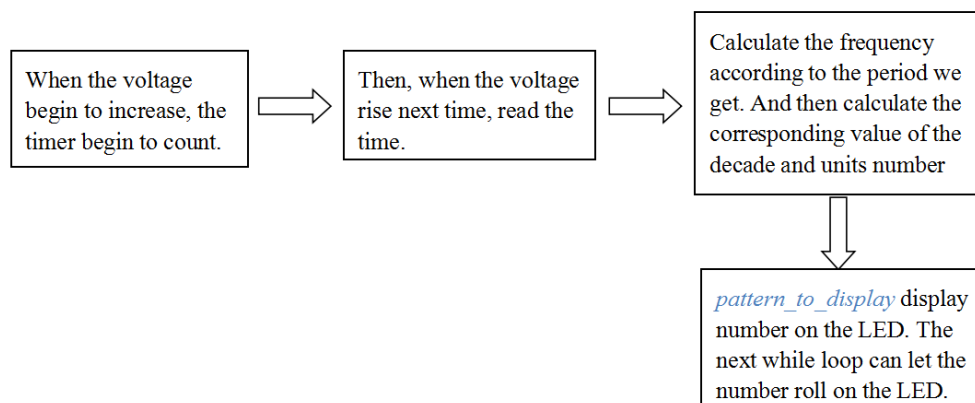 When the voltage
begin to increase, the
timer begin to count.
Then, when the voltage
rise next time, read the
time.
Calculate the frequency
according to the period we
get. And then calculate the
corresponding value of the
decade and units number
pattern_to_display display
number on the LED. The
next while loop can let the
number roll on the LED.